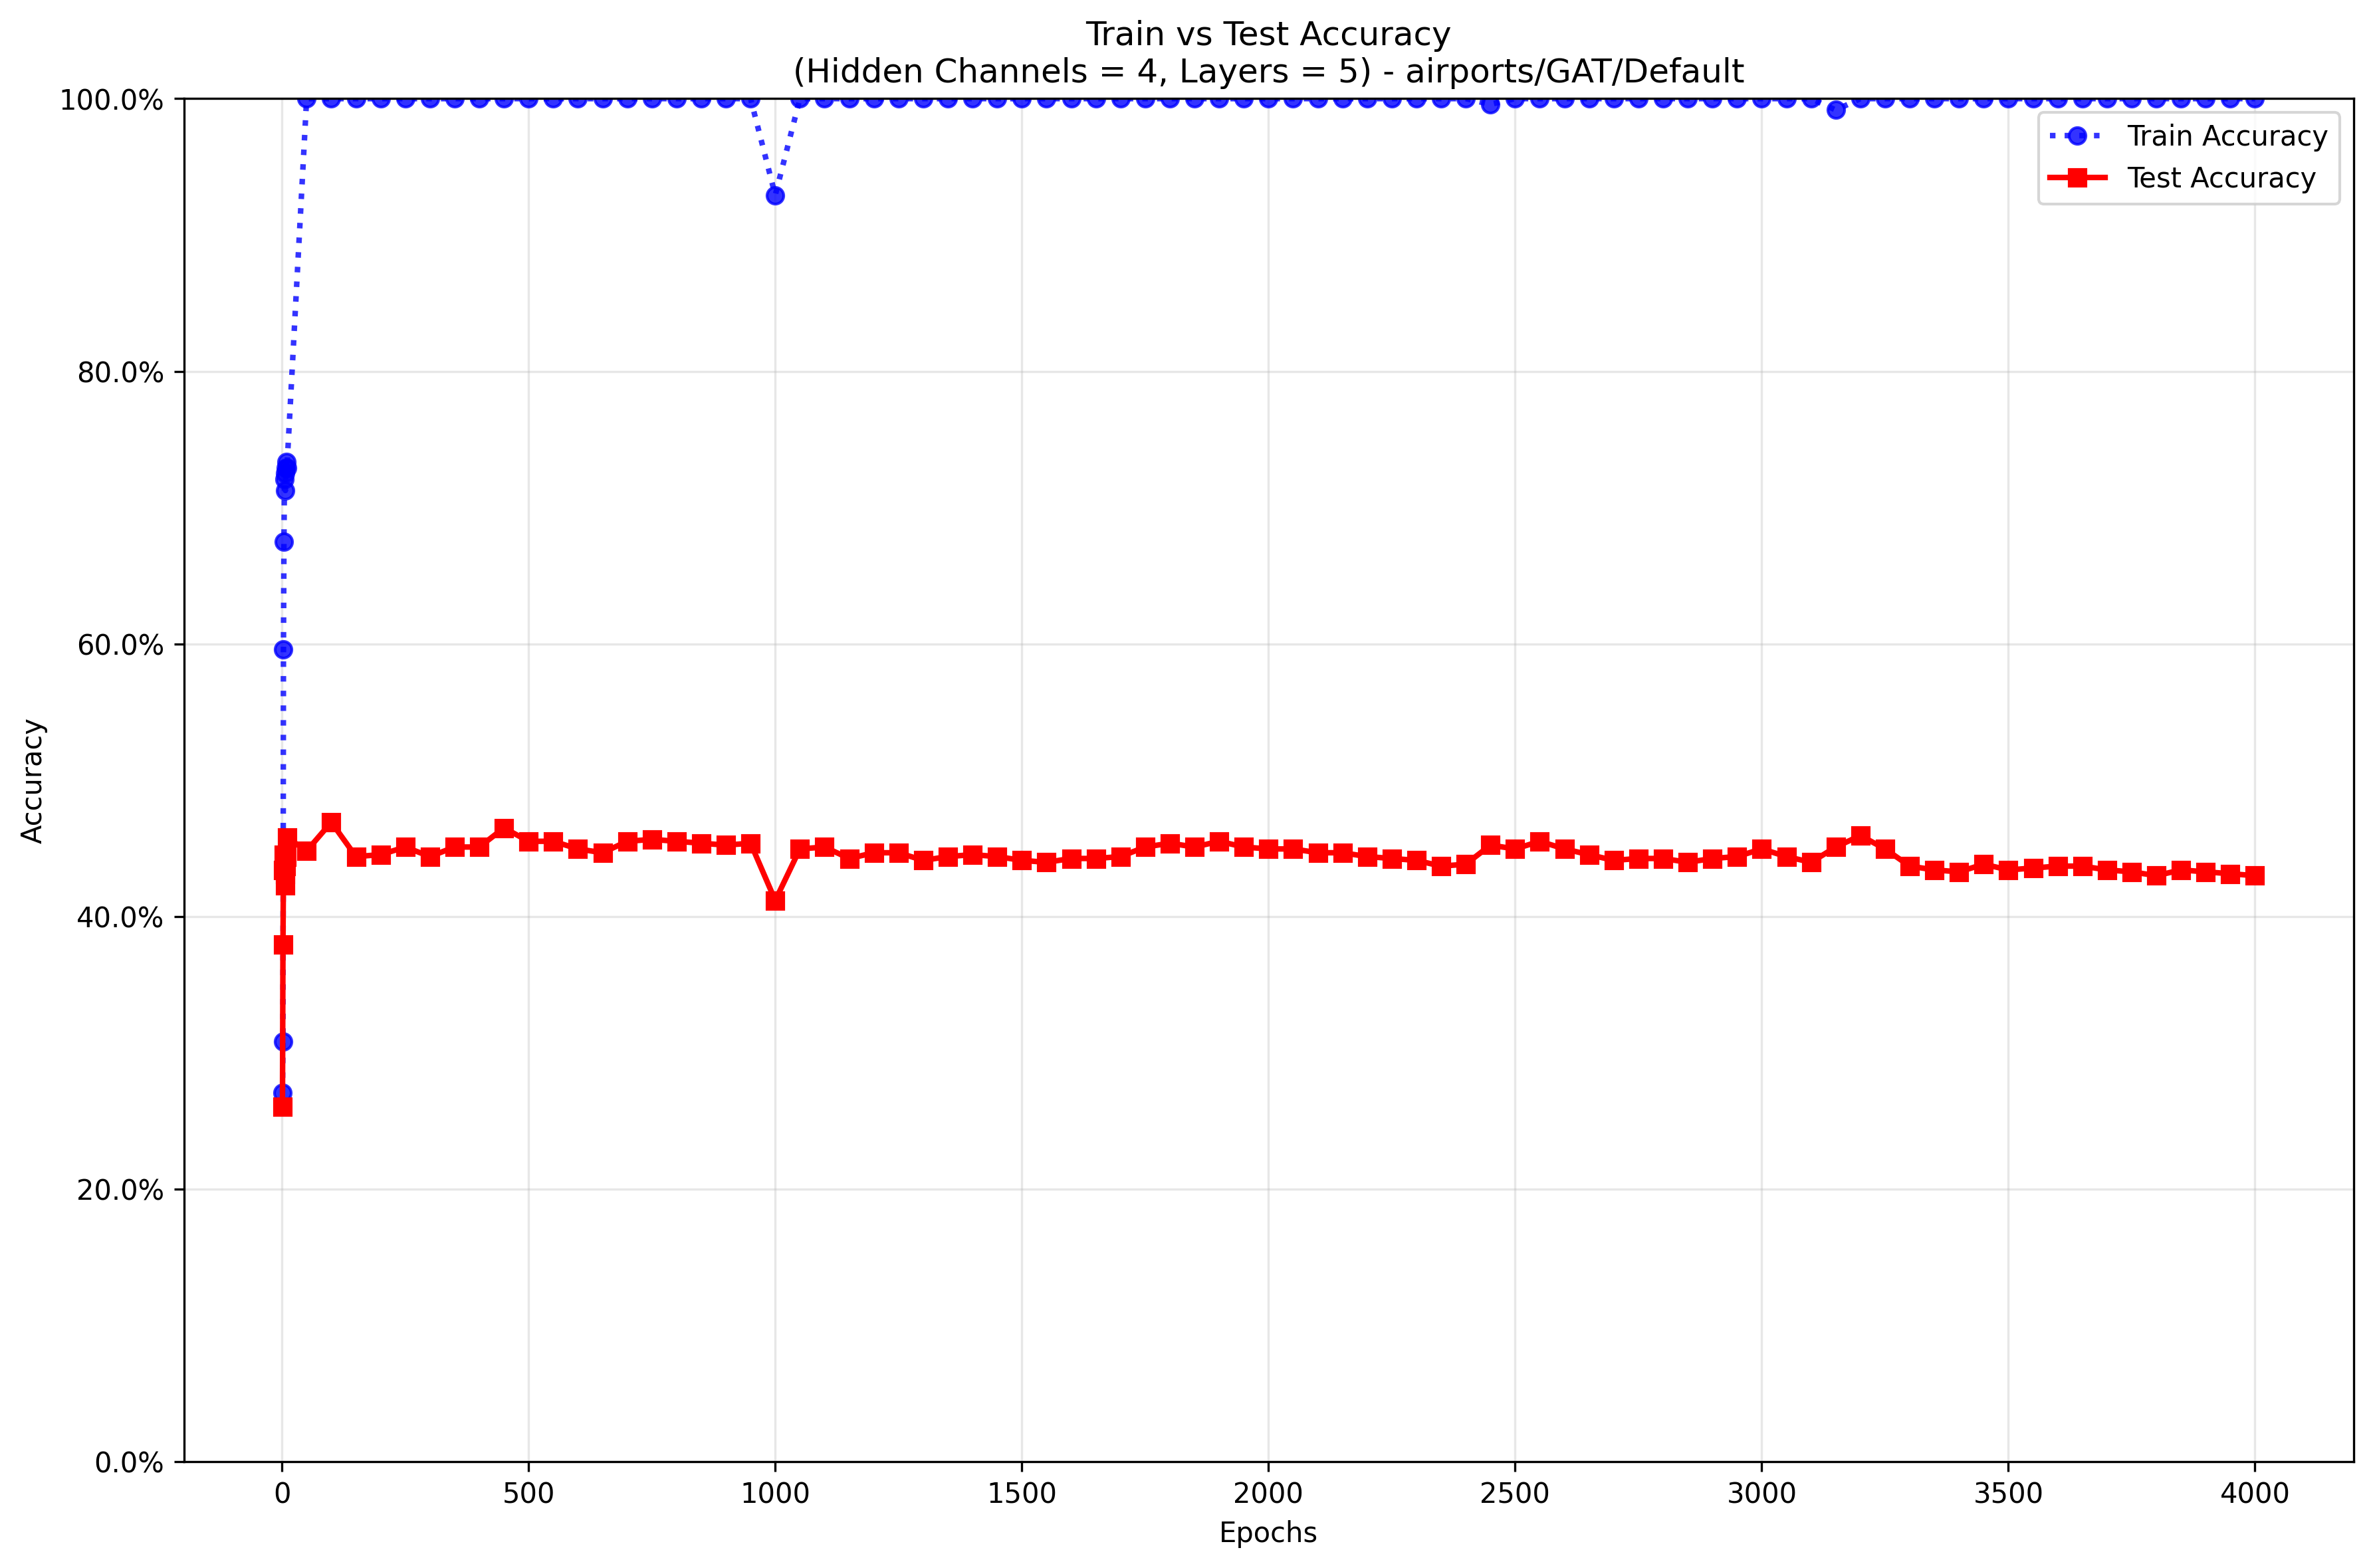 Train vs Test Accuracy
(Hidden Channels = 4, Layers = 5) - airports/GAT/Default
100.0%
80.0%
60.0%
40.0%
20.0%
0.0%
Accuracy
Train Accuracy
Test Accuracy
0
500
1000
1500
2000
2500
3000
3500
4000
Epochs